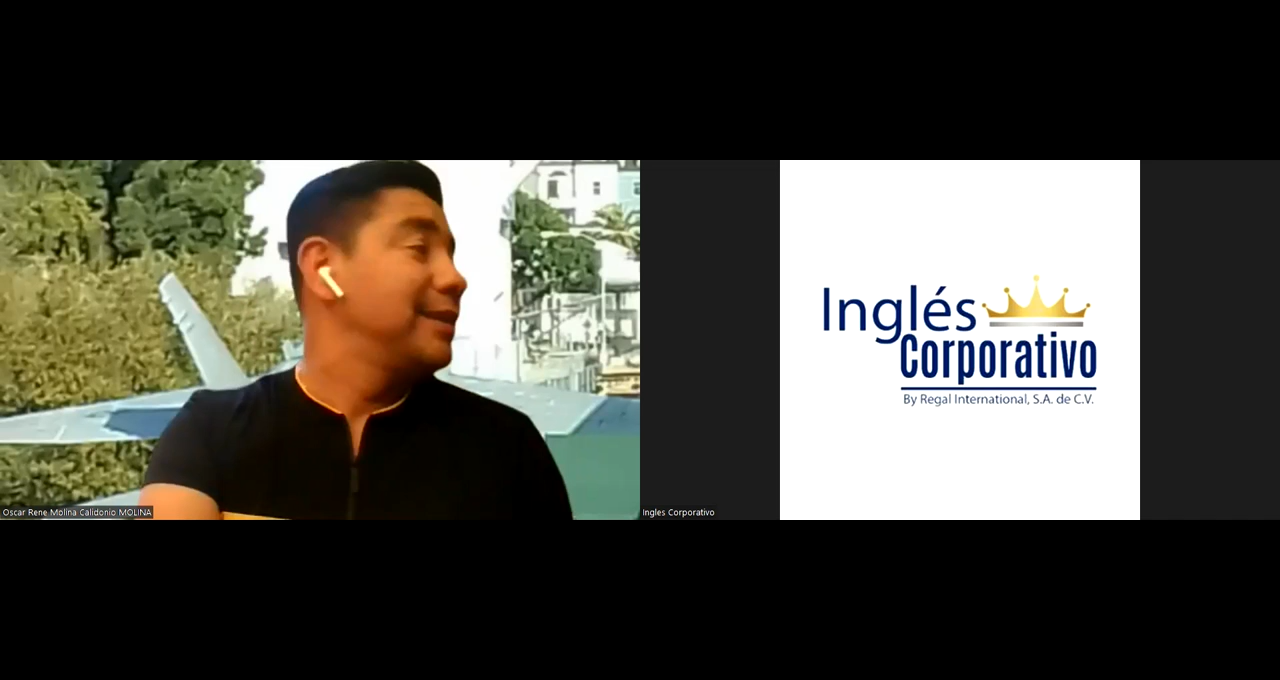 Inglés
Corporativo
By Regal International, S.A. de C.V.
Oscar Rene Molina Calidonio MOLINA
Ingles Corporativo